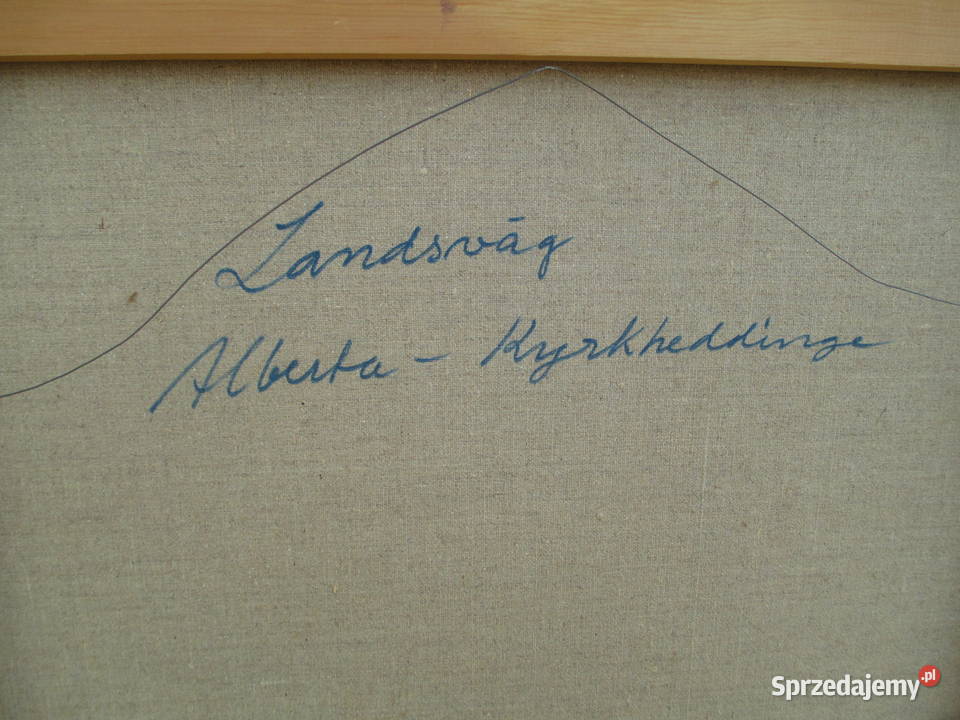 Landsväg
Alberta - Kyrkheddinge
Sprzedajemy.pl